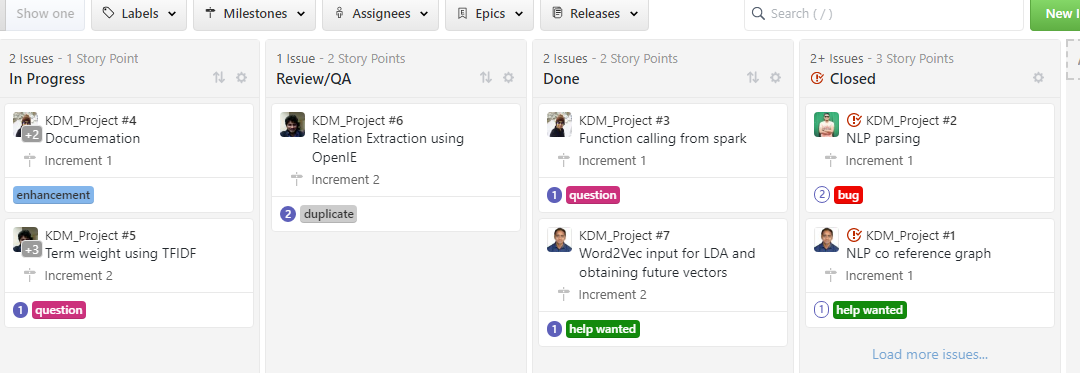 Show one
Labels
Milestones
Assignees
Epics
Releases
Search ( / )
New I
2 Issues - 1 Story Point
In Progress
+2
KDM_Project #4
Documemation
Increment 1
enhancement
+3
KDM_Project #5
Term weight using TFIDF
Increment 2
1 question
1 Issue - 2 Story Points
Review/QA
KDM_Project #6
Relation Extraction using
OpenIE
Increment 2
2 duplicate
2 Issues - 2 Story Points
Done
KDM_Project #3
Function calling from spark
Increment 1
1 question
KDM_Project #7
Word2Vec input for LDA and
obtaining future vectors
Increment 2
1 help wanted
2+ Issues - 3 Story Points
Closed
KDM_Project #2
NLP parsing
Increment 1
2 bug
KDM_Project #1
NLP co reference graph
Increment 1
1 help wanted
Load more issues...